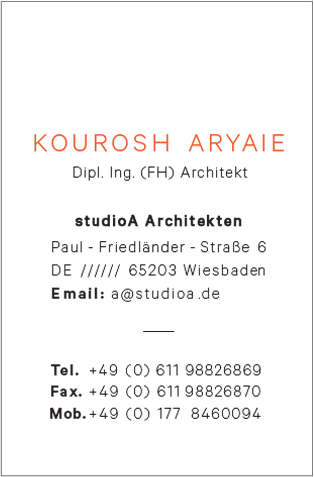 KOUROSH ARYAIE
Dipl. Ing. (FH) Architekt
studioA Architekten
Paul - Friedländer - Straße 6
DE ////// 65203 Wiesbaden
Email: a@studioa.de
Tel. +49 (0) 611 98826869
Fax. +49 (0) 611 98826870
Mob. +49 (0) 177 8460094